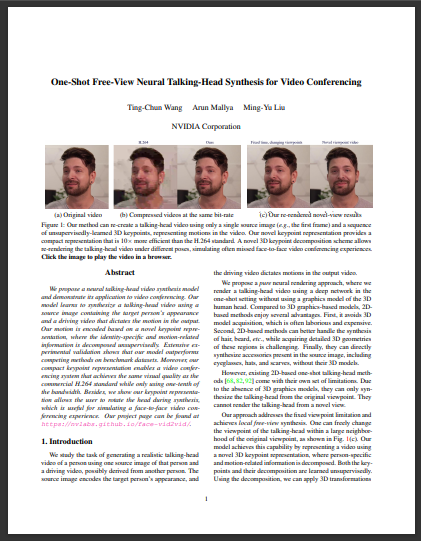 One-Shot Free-View Neural Talking-Head Synthesis for Video Conferencing
Ting-Chun Wang Arun Mallya Ming-Yu Liu
NVIDIA Corporation
H.264 Ours Fixed bust, changing viewpoint Novel viewpoint video
(a) Original video (b) Compressed videos at the same bit-rate (c) Our re-rendered novel-view results
Figure 1: Our method can re-create a talking-head video using only a single source image (e.g., the first frame) and a sequence
of unsupervisedly-learned 3D keypoints, representing motions in the video. Our novel keypoint representation provides a
compact representation that is 10× more efficient than the H.264 standard. A novel 3D keypoint decomposition scheme allows
re-rendering the talking-head video under different poses, simulating often missed face-to-face video conferencing experiences.
Click the image to play the video in a browser.
Abstract
We propose a neural talking-head video synthesis model
and demonstrate its application to video conferencing. Our
model learns to synthesize a talking-head video using a
source image containing the target person's appearance
and a driving video that dictates the motion in the output.
Our motion is encoded based on a novel keypoint repre-
sentation, where the identity-specific and motion-related
information is decomposed unsupervisedly. Extensive ex-
perimental validation shows that our model outperforms
competing methods on benchmark datasets. Moreover, our
compact keypoint representation enables a video confer-
encing system that achieves the same visual quality as the
commercial H.264 standard while only using one-tenth of
the bandwidth. Besides, we show our keypoint representa-
tion allows the user to rotate the head during synthesis,
which is useful for simulating a face-to-face video con-
ferencing experience. Our project page can be found at
https://nvlabs.github.io/face-vid2vid/.
1. Introduction
We study the task of generating a realistic talking-head
video of a person using one source image of that person and
a driving video, possibly derived from another person. The
source image encodes the target person's appearance, and
the driving video dictates motions in the output video.
We propose a pure neural rendering approach, where we
render a talking-head video using a deep network in the
one-shot setting without using a graphics model of the 3D
human head. Compared to 3D graphics-based models, 2D-
based methods enjoy several advantages. First, it avoids 3D
model acquisition, which is often laborious and expensive.
Second, 2D-based methods can better handle the synthesis
of hair, beard, etc., while acquiring detailed 3D geometries
of these regions is challenging. Finally, they can directly
synthesize accessories present in the source image, including
eyeglasses, hats, and scarves, without their 3D models.
However, existing 2D-based one-shot talking-head meth-
ods come with their own set of limitations. Due
to the absence of 3D graphics models, they can only syn-
thesize the talking-head from the original viewpoint. They
cannot render the talking-head from a novel view.
Our approach addresses the fixed viewpoint limitation and
achieves local free-view synthesis. One can freely change
the viewpoint of the talking-head within a large neighbor-
hood of the original viewpoint, as shown in Fig. 1(c). Our
model achieves this capability by representing a video using
a novel 3D keypoint representation, where person-specific
and motion-related information is decomposed. Both the key-
points and their decomposition are learned unsupervisedly.
Using the decomposition, we can apply 3D transformations
1